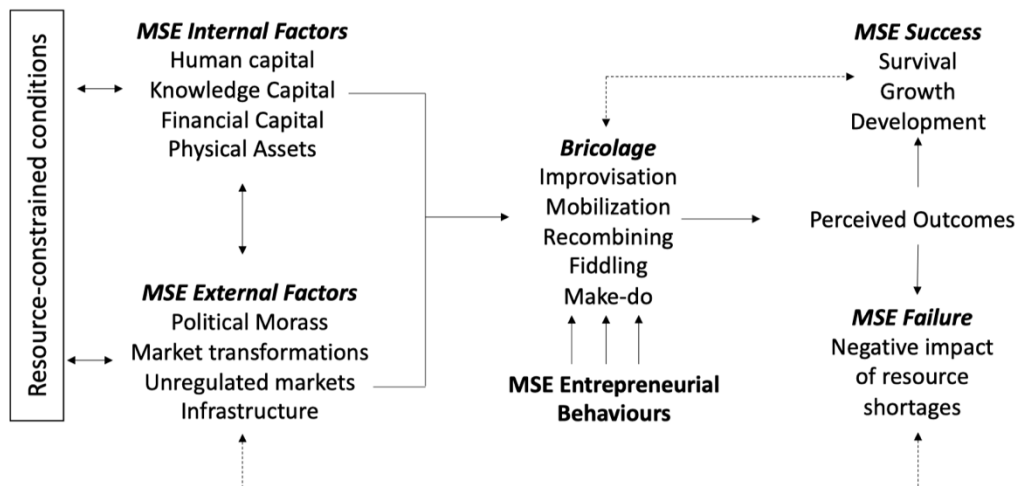 Resource-constrained conditions
MSE Internal Factors
Human capital
Knowledge Capital
Financial Capital
Physical Assets
MSE External Factors
Political Morass
Market transformations
Unregulated markets
Infrastructure
Bricolage
Improvisation
Mobilization
Recombining
Fiddling
Make-do
MSE Entrepreneurial
Behaviours
MSE Success
Survival
Growth
Development
Perceived Outcomes
MSE Failure
Negative impact
of resource
shortages